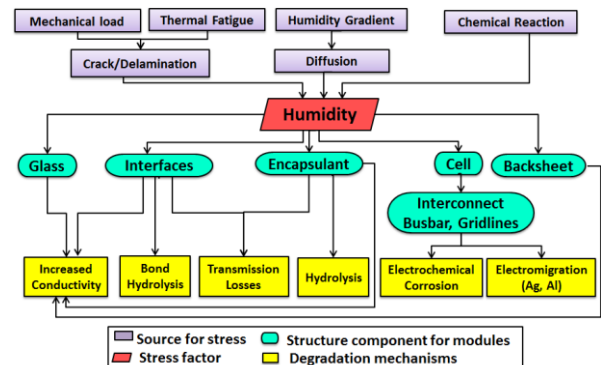 Mechanical load
Thermal Fatigue
Humidity Gradient
Chemical Reaction
Crack/Delamination
Diffusion
Humidity
Glass
Interfaces
Encapsulant
Cell
Backsheet
Interconnect
Busbar, Gridlines
Increased
Conductivity
Bond
Hydrolysis
Transmission
Losses
Hydrolysis
Electrochemical
Corrosion
Electromigration
(Ag, Al)
Source for stress
Structure component for modules
Stress factor
Degradation mechanisms